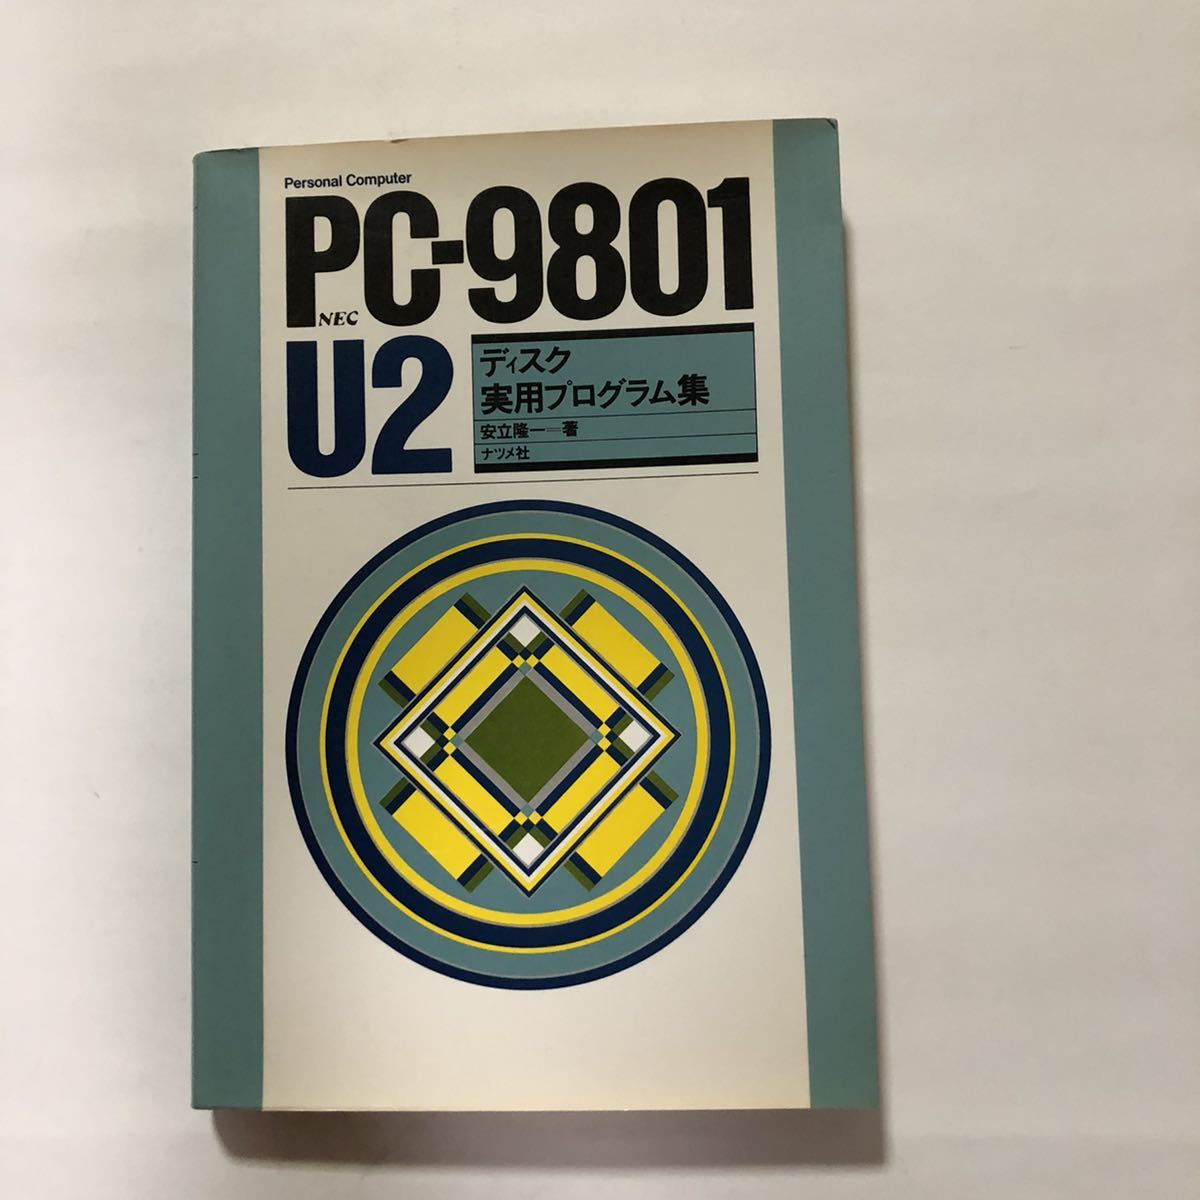 Personal Computer
PC-9801
NEC
U2
ディスク
実用プログラム集
安立隆一＝著
ナツメ社